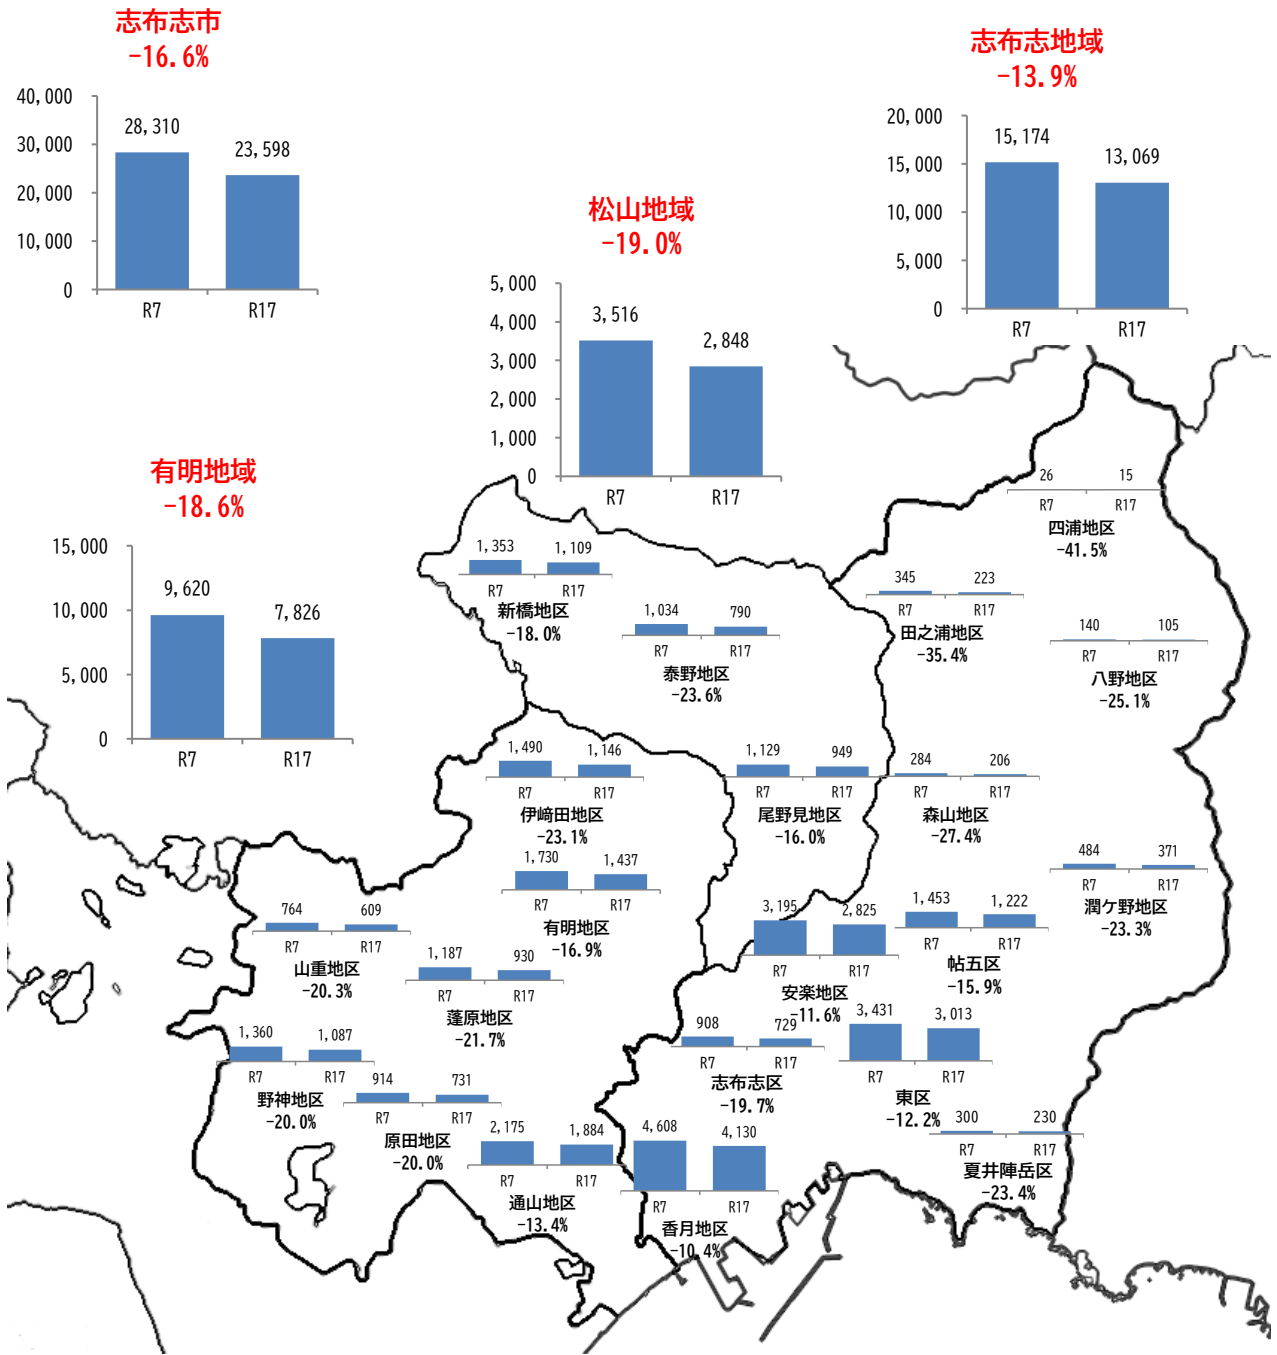 志布志市
-16.6%
40,000
30,000
20,000
10,000
0
28,310
23,598
R7
R17
志布志地域
-13.9%
20,000
15,000
10,000
5,000
0
15,174
13,069
R7
R17
松山地域
-19.0%
5,000
4,000
3,000
2,000
1,000
0
3,516
2,848
R7
R17
有明地域
-18.6%
15,000
10,000
5,000
0
9,620
7,826
R7
R17
26
15
R7
R17
四浦地区
-41.5%
1,353
1,109
R7
R17
新橋地区
-18.0%
345
223
R7
R17
田之浦地区
-35.4%
1,034
790
R7
R17
泰野地区
-23.6%
140
105
R7
R17
八野地区
-25.1%
1,490
1,146
R7
R17
伊﨑田地区
-23.1%
1,129
949
R7
R17
尾野見地区
-16.0%
284
206
R7
R17
森山地区
-27.4%
1,730
1,437
R7
R17
有明地区
-16.9%
484
371
R7
R17
潤ケ野地区
-23.3%
764
609
R7
R17
山重地区
-20.3%
3,195
2,825
R7
R17
安楽地区
-11.6%
1,453
1,222
R7
R17
帖五区
-15.9%
1,187
930
R7
R17
蓬原地区
-21.7%
1,360
1,087
R7
R17
野神地区
-20.0%
908
729
R7
R17
志布志区
-19.7%
3,431
3,013
R7
R17
東区
-12.2%
914
731
R7
R17
原田地区
-20.0%
300
230
R7
R17
夏井陣岳区
-23.4%
2,175
1,884
R7
R17
通山地区
-13.4%
4,608
4,130
R7
R17
香月地区
-10.4%